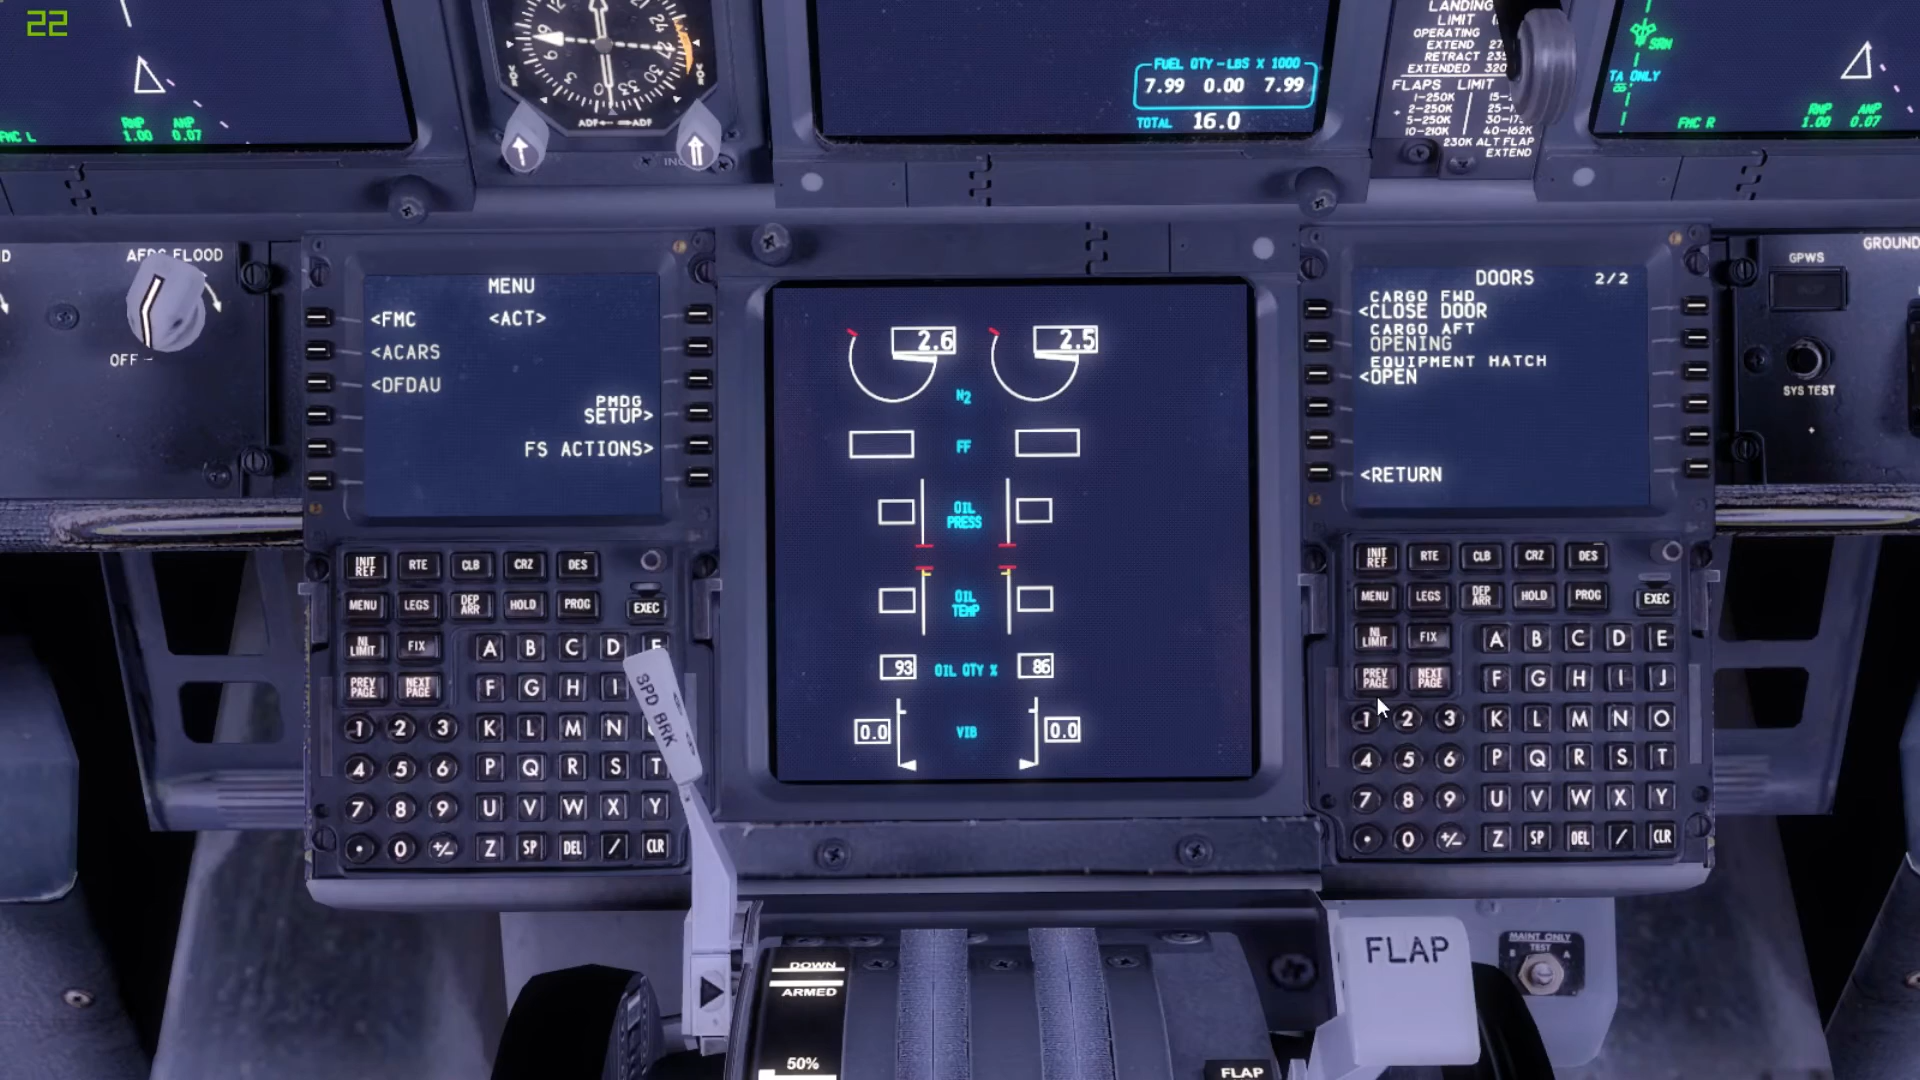 22
FUEL QTY - LBS X 1000
7.99 0.00 7.99
TOTAL 16.0
RNP ANP
1.00 0.07
FMC L
ADF ADF
LANDING
LIMIT
OPERATING
EXTEND
RETRACT
EXTENDED
FLAPS LIMIT
1-250K
2-250K
5-250K
10-210K 40-162K
230K ALT FLAP
EXTEND
TA ONLY
RNP ANP
FMC R 1.00 0.07
AFDS FLOOD
OFF
MENU
<FMC <ACT>
<ACARS
<DFDAU
PMDG
SETUP>
FS ACTIONS>
2.6 2.5
N2
FF
OIL
PRESS
OIL
TEMP
93 OIL QTY % 86
0.0 VIB 0.0
DOORS 2/2
CARGO FWD
<CLOSE DOOR
CARGO AFT
OPENING
EQUIPMENT HATCH
<OPEN
<RETURN
GPWS
GROUND
SYS TEST
INIT
REF RTE CLB CRZ DES
MENU LEGS DEP
ARR HOLD PROG EXEC
N1
LIMIT FIX A B C D E
PREV
PAGE NEXT
PAGE F G H I
1 2 3 K L M N
4 5 6 P Q R S T
7 8 9 U V W X Y
. 0 +/- Z SP DEL / CLR
INIT
REF RTE CLB CRZ DES
MENU LEGS DEP
ARR HOLD PROG EXEC
N1
LIMIT FIX A B C D E
PREV
PAGE NEXT
PAGE F G H I J
1 2 3 K L M N O
4 5 6 P Q R S T
7 8 9 U V W X Y
. 0 +/- Z SP DEL / CLR
SPD BRK
DOWN
ARMED
50%
FLAP
FLAP
MAINT ONLY
TEST
B A